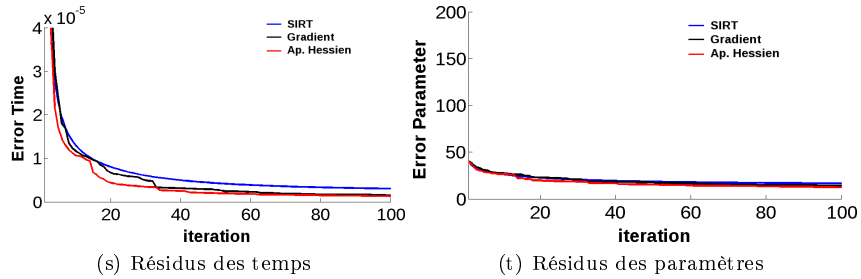 x 10⁻⁵
4
3
2
1
0
20
40
60
80
100
Error Time
iteration
SIRT
Gradient
Ap. Hessien
(s) Résidus des temps
200
150
100
50
0
20
40
60
80
100
Error Parameter
iteration
SIRT
Gradient
Ap. Hessien
(t) Résidus des paramètres